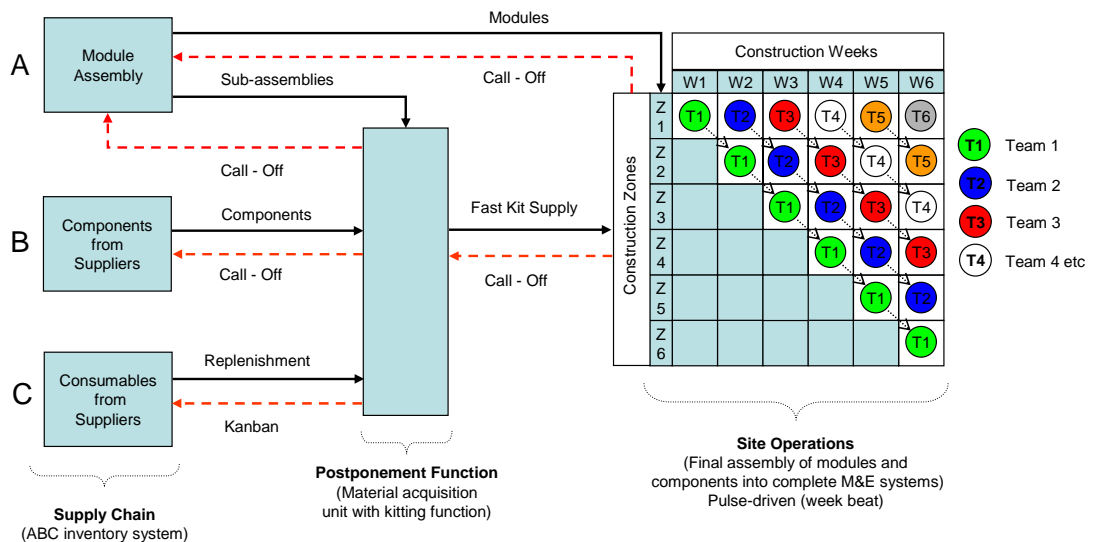 Modules
A
Module
Assembly
Call - Off
Sub-assemblies
Call - Off
B
Components
from
Suppliers
Components
Call - Off
Fast Kit Supply
Call - Off
C
Consumables
from
Suppliers
Replenishment
Kanban
Construction Weeks
W1 W2 W3 W4 W5 W6
Construction Zones
Z
1
T1 T2 T3 T4 T5 T6
Z
2
T1 T2 T3 T4 T5
Z
3
T1 T2 T3 T4
Z
4
T1 T2 T3
Z
5
T1 T2
Z
6
T1
T1 Team 1
T2 Team 2
T3 Team 3
T4 Team 4 etc
Supply Chain
(ABC inventory system)
Postponement Function
(Material acquisition
unit with kitting function)
Site Operations
(Final assembly of modules and
components into complete M&E systems)
Pulse-driven (week beat)